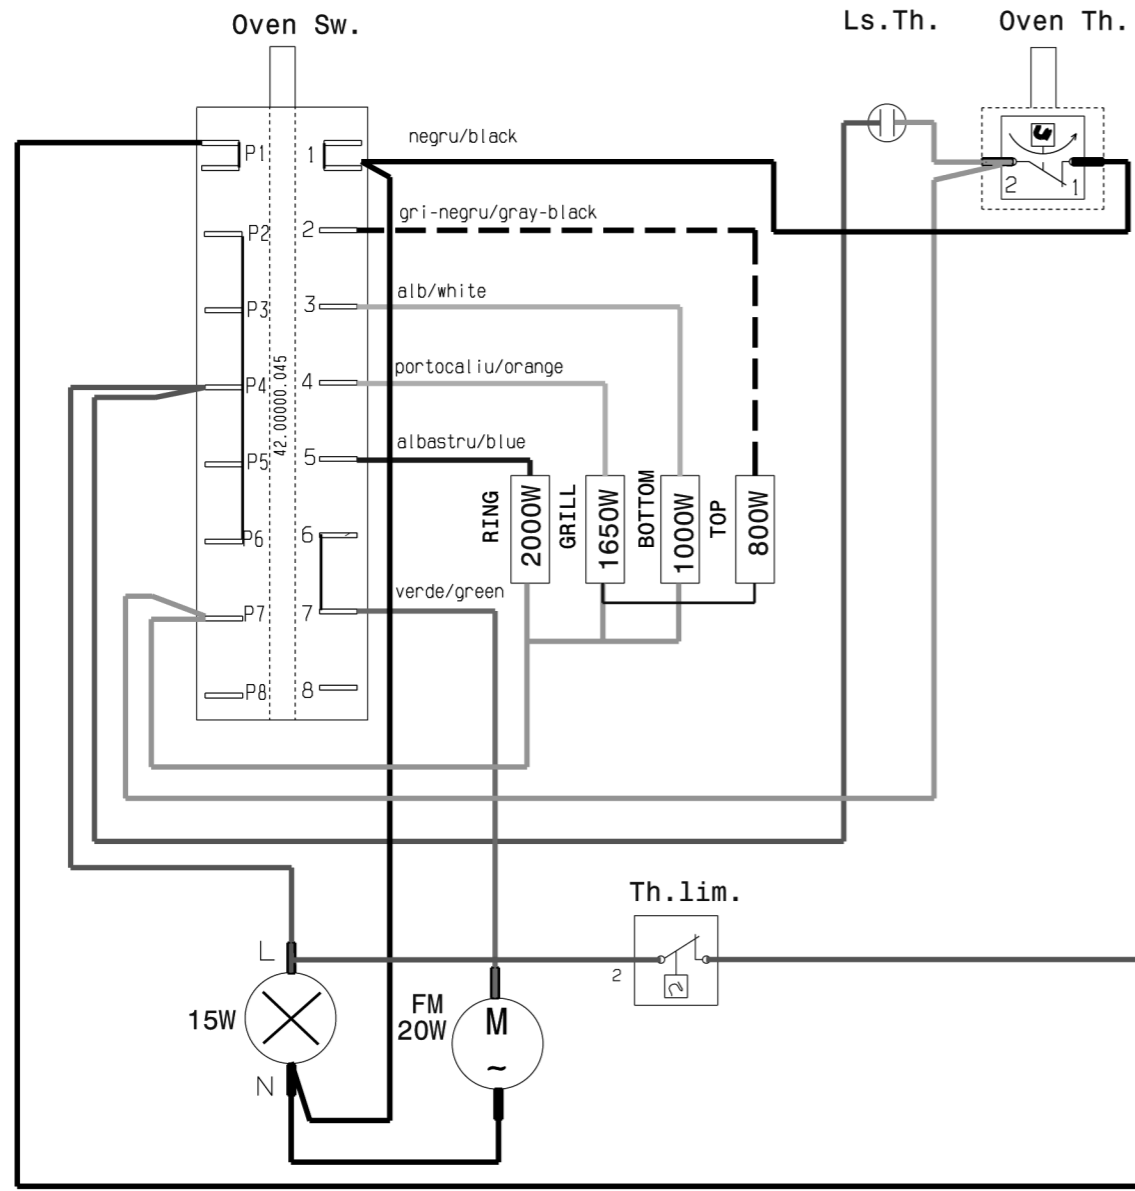 Oven Sw.
Ls.Th.
Oven Th.
P1
1
negru/black
2
1
P2
2
gri-negru/gray-black
P3
3
alb/white
P4
4
portocaliu/orange
42.00000.045
P5
5
albastru/blue
RING
2000W
GRILL
1650W
BOTTOM
1000W
TOP
800W
P6
6
P7
7
verde/green
P8
8
Th.lim.
2
L
15W
N
FM
20W
M
~